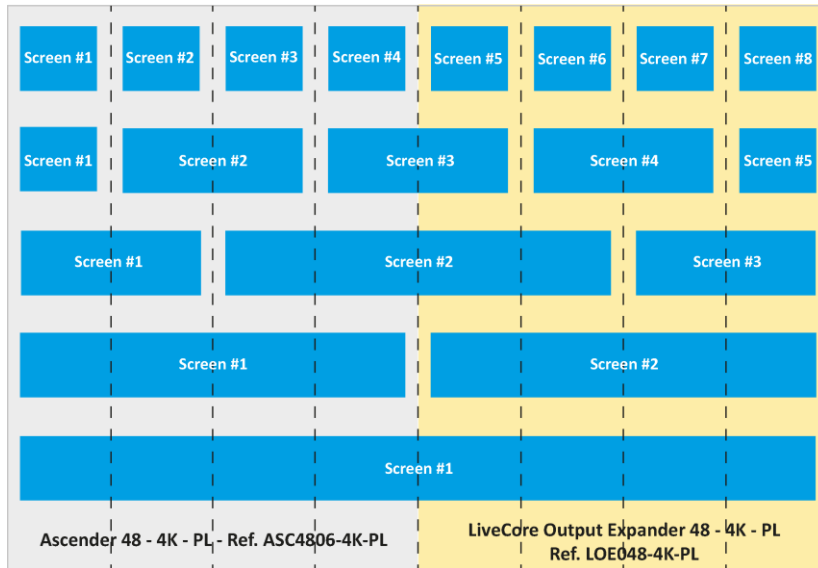 Screen #1 Screen #2 Screen #3 Screen #4 Screen #5 Screen #6 Screen #7 Screen #8
Screen #1 Screen #2 Screen #3 Screen #4 Screen #5
Screen #1 Screen #2 Screen #3
Screen #1 Screen #2
Screen #1
Ascender 48 - 4K - PL - Ref. ASC4806-4K-PL
LiveCore Output Expander 48 - 4K - PL
Ref. LOE048-4K-PL